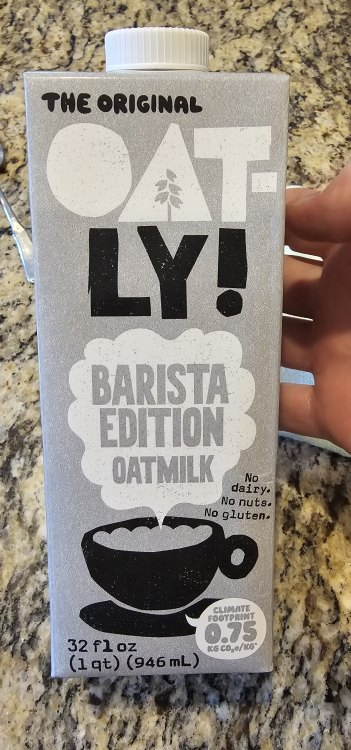 THE ORIGINAL
OAT-
LY!
BARISTA
EDITION
OATMILK
No
dairy.
No nuts.
No gluten.
CLIMATE
FOOTPRINT
0.75
KG CO₂e/KG*
32 fl oz
(1 qt) (946 mL)